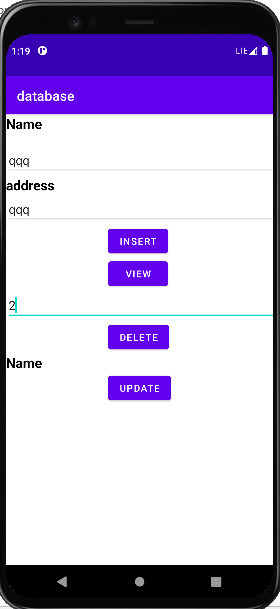 1:19 LTE
database
Name
qqq
address
qqq
INSERT
VIEW
2
DELETE
Name
UPDATE